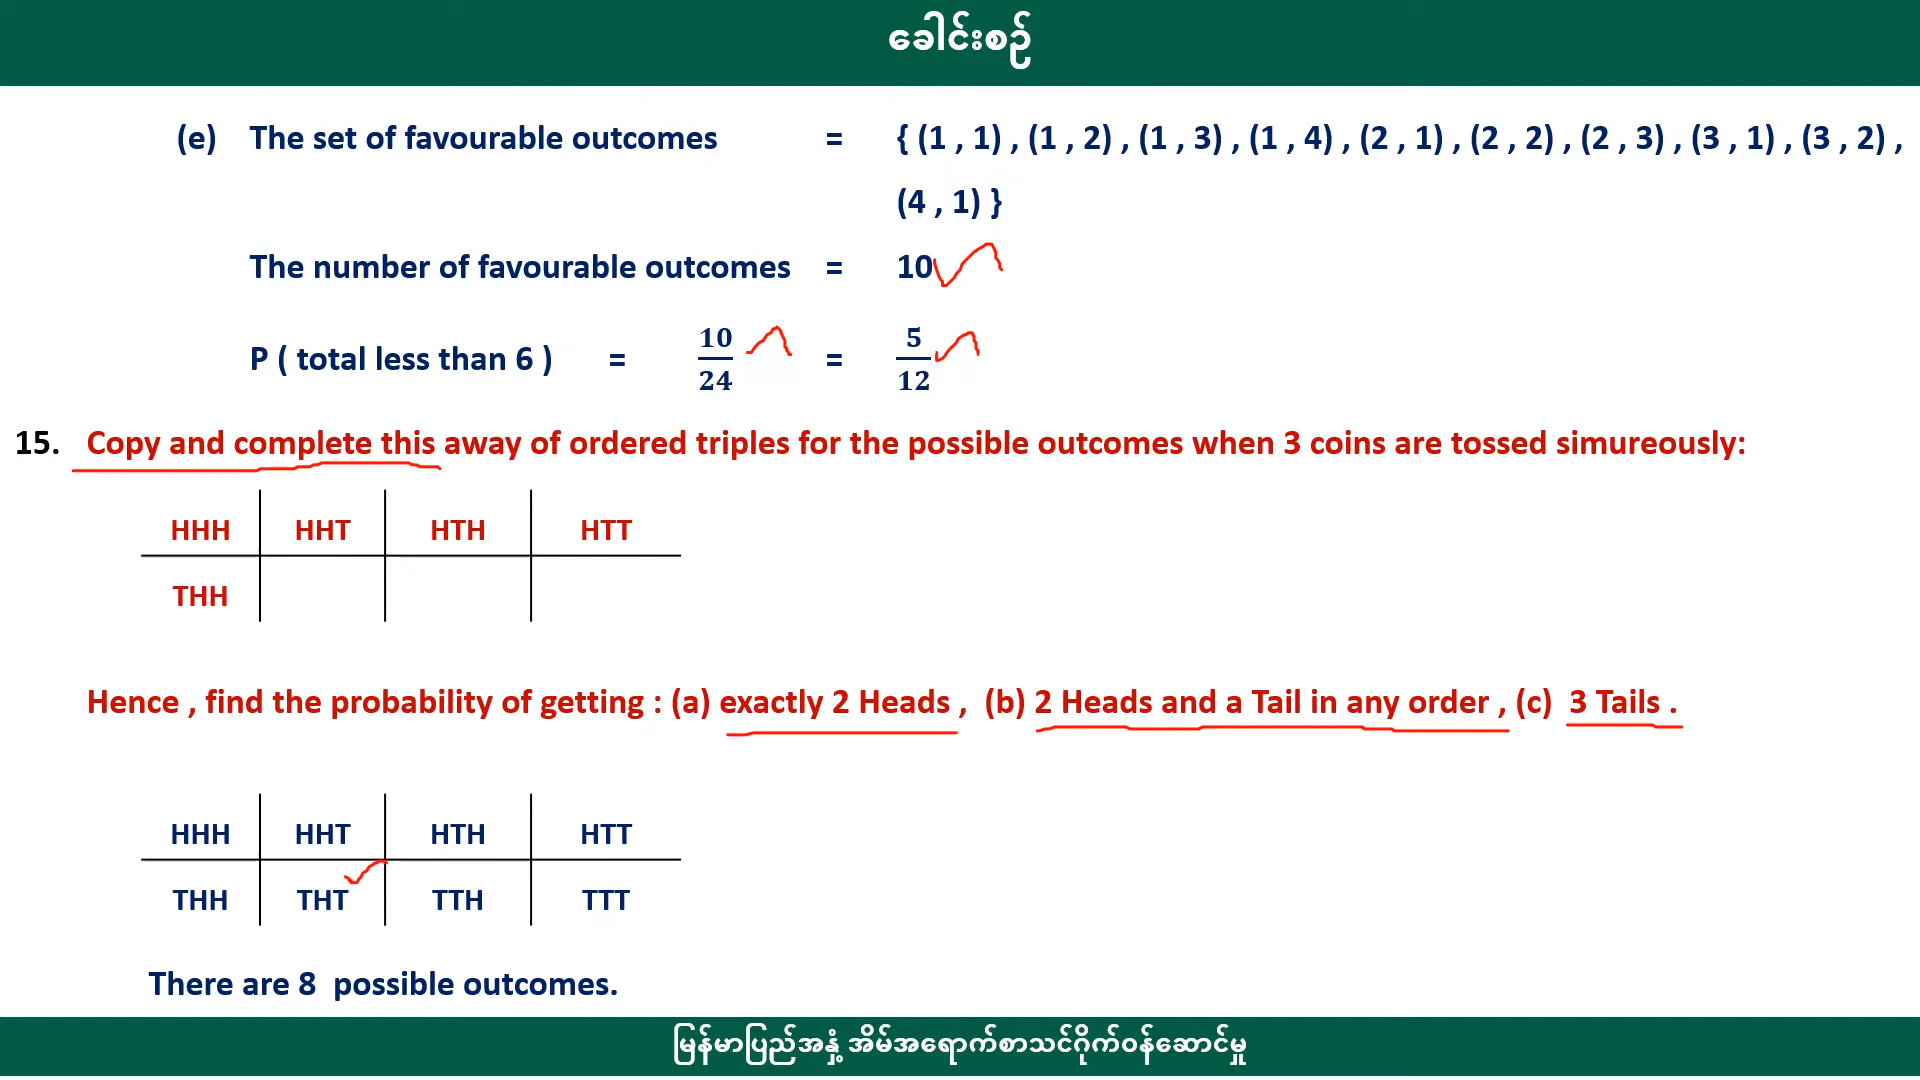 ခေါင်းစဉ်
(e) The set of favourable outcomes = { (1 , 1) , (1 , 2) , (1 , 3) , (1 , 4) , (2 , 1) , (2 , 2) , (2 , 3) , (3 , 1) , (3 , 2) ,
(4 , 1) }
The number of favourable outcomes = 10
P ( total less than 6 ) = 10/24 = 5/12
15. Copy and complete this away of ordered triples for the possible outcomes when 3 coins are tossed simureously:
HHH HHT HTH HTT
THH
Hence , find the probability of getting : (a) exactly 2 Heads , (b) 2 Heads and a Tail in any order , (c) 3 Tails .
HHH HHT HTH HTT
THH THT TTH TTT
There are 8 possible outcomes.
မြန်မာပြည်အနှံ့ အိမ်အရောက်စာသင်ဂိုက်ဝန်ဆောင်မှု